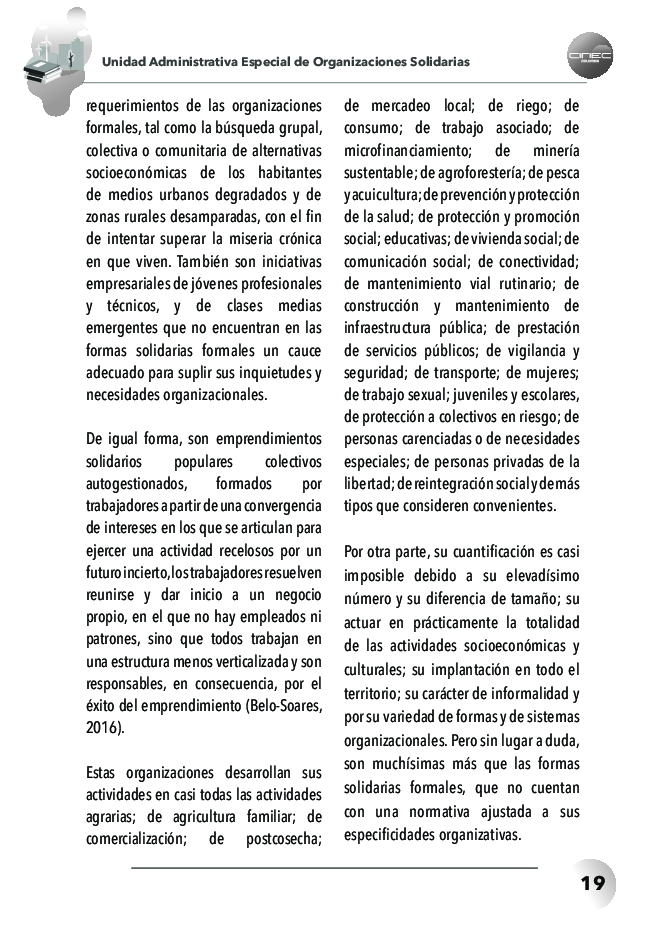 Unidad Administrativa Especial de Organizaciones Solidarias
CINEC
COLOMBIA
requerimientos de las organizaciones
formales, tal como la búsqueda grupal,
colectiva o comunitaria de alternativas
socioeconómicas de los habitantes
de medios urbanos degradados y de
zonas rurales desamparadas, con el fin
de intentar superar la miseria crónica
en que viven. También son iniciativas
empresariales de jóvenes profesionales
y técnicos, y de clases medias
emergentes que no encuentran en las
formas solidarias formales un cauce
adecuado para suplir sus inquietudes y
necesidades organizacionales.
De igual forma, son emprendimientos
solidarios populares colectivos
autogestionados, formados por
trabajadores a partir de una convergencia
de intereses en los que se articulan para
ejercer una actividad recelosos por un
futuro incierto, los trabajadores resuelven
reunirse y dar inicio a un negocio
propio, en el que no hay empleados ni
patrones, sino que todos trabajan en
una estructura menos verticalizada y son
responsables, en consecuencia, por el
éxito del emprendimiento (Belo-Soares,
2016).
Estas organizaciones desarrollan sus
actividades en casi todas las actividades
agrarias; de agricultura familiar; de
comercialización; de postcosecha;
de mercadeo local; de riego; de
consumo; de trabajo asociado; de
microfinanciamiento; de minería
sustentable; de agroforestería; de pesca
y acuicultura; de prevención y protección
de la salud; de protección y promoción
social; educativas; de vivienda social; de
comunicación social; de conectividad;
de mantenimiento vial rutinario; de
construcción y mantenimiento de
infraestructura pública; de prestación
de servicios públicos; de vigilancia y
seguridad; de transporte; de mujeres;
de trabajo sexual; juveniles y escolares,
de protección a colectivos en riesgo; de
personas carenciadas o de necesidades
especiales; de personas privadas de la
libertad; de reintegración social y de más
tipos que consideren convenientes.
Por otra parte, su cuantificación es casi
imposible debido a su elevadísimo
número y su diferencia de tamaño; su
actuar en prácticamente la totalidad
de las actividades socioeconómicas y
culturales; su implantación en todo el
territorio; su carácter de informalidad y
por su variedad de formas y de sistemas
organizacionales. Pero sin lugar a duda,
son muchísimas más que las formas
solidarias formales, que no cuentan
con una normativa ajustada a sus
especificidades organizativas.
19